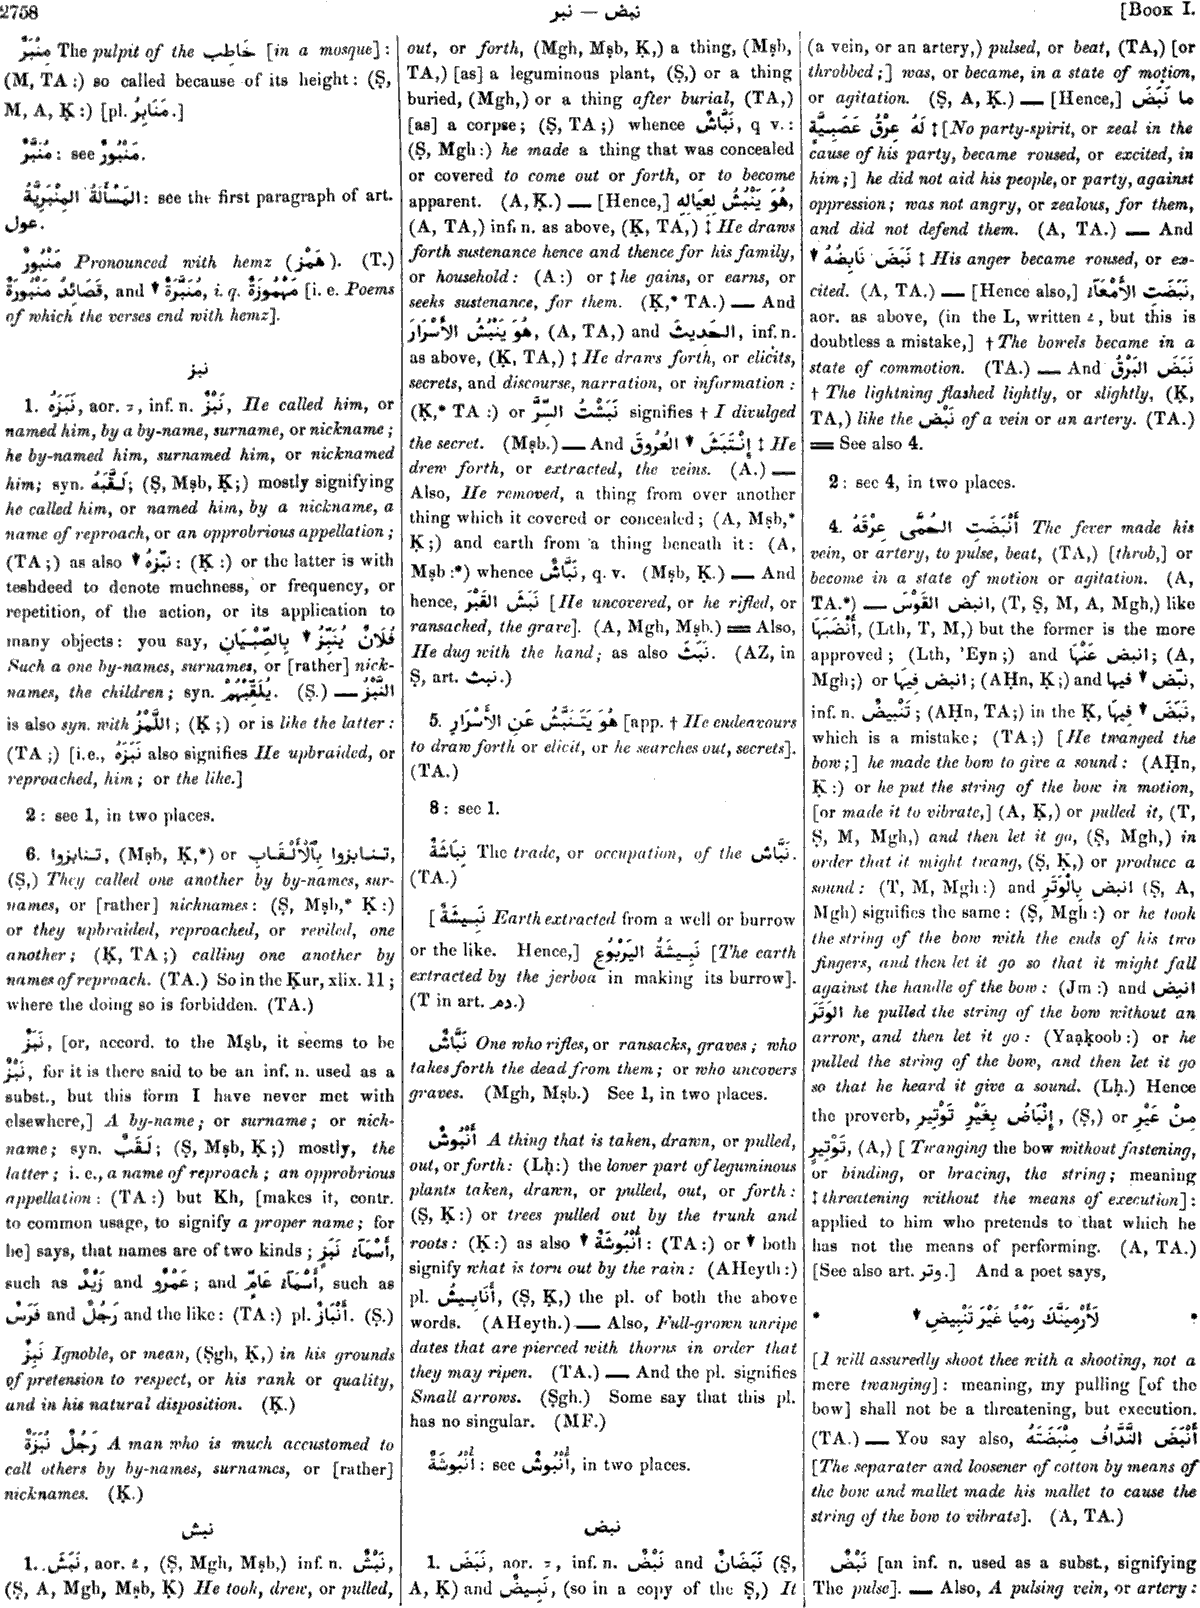 2758
نبض — نبر
[BOOK I.
مِنْبَرٌ The pulpit of the خَاطِب [in a mosque]:
(M, TA:) so called because of its height: (Ṣ,
M, A, Ḳ:) [pl. مَنَابِرُ.]
مُنَبَّرٌ: see مَنْبُورٌ.
المَسْأَلَةُ المِنْبَرِيَّةُ: see the first paragraph of art.
عول.
مَنْبُورٌ Pronounced with hemz (هَمْز). (T.)
قَصَائِدُ مَنْبُورَةٌ, and ▼ مُنَبَّرَةٌ, i. q. مَهْمُوزَةٌ [i. e. Poems
of which the verses end with hemz].
نبز
1. نَبَزَهُ, aor. ـِ, inf. n. نَبْزٌ, He called him, or
named him, by a by-name, surname, or nickname;
he by-named him, surnamed him, or nicknamed
him; syn. لَقَّبَهُ; (Ṣ, Mṣb, Ḳ;) mostly signifying
he called him, or named him, by a nickname, a
name of reproach, or an opprobrious appellation;
(TA;) as also ▼ نبّزهُ: (Ḳ:) or the latter is with
teshdeed to denote muchness, or frequency, or
repetition, of the action, or its application to
many objects: you say, فُلَانٌ يُنَبِّزُ ▼ بِالصِّبْيَانِ
Such a one by-names, surnames, or [rather] nick-
names, the children; syn. يُلَقِّبُهُمْ. (Ṣ.) — النَّبْزُ
is also syn. with اللَّمْزُ; (Ḳ;) or is like the latter:
(TA;) [i.e., نَبَزَهُ also signifies He upbraided, or
reproached, him; or the like.]
2: see 1, in two places.
6. تنابزوا, (Mṣb, Ḳ,*) or تنابزوا بِٱلْأَلْقَابِ,
(Ṣ,) They called one another by by-names, sur-
names, or [rather] nicknames: (Ṣ, Mṣb,* Ḳ:)
or they upbraided, reproached, or reviled, one
another; (Ḳ, TA;) calling one another by
names of reproach. (TA.) So in the Ḳur, xlix. 11;
where the doing so is forbidden. (TA.)
نَبَزٌ, [or, accord. to the Mṣb, it seems to be
نَبْزٌ, for it is there said to be an inf. n. used as a
subst., but this form I have never met with
elsewhere,] A by-name; or surname; or nick-
name; syn. لَقَبٌ; (Ṣ, Mṣb, Ḳ;) mostly, the
latter; i. e., a name of reproach; an opprobrious
appellation: (TA:) but Kh, [makes it, contr.
to common usage, to signify a proper name; for
he] says, that names are of two kinds; أَسْمَآءُ نَبَزٍ,
such as زَيْدٌ and عَمْرٌو; and أَسْمَآءُ عَامٍّ, such as
فَرَسٌ and رَجُلٌ and the like: (TA:) pl. أَنْبَازٌ. (Ṣ.)
نَبِزٌ Ignoble, or mean, (Ṣgh, Ḳ,) in his grounds
of pretension to respect, or his rank or quality,
and in his natural disposition. (Ḳ.)
رَجُلٌ نُبَزَةٌ A man who is much accustomed to
call others by by-names, surnames, or [rather]
nicknames. (Ḳ.)
نبش
1. نَبَشَ, aor. ـُ, (Ṣ, Mgh, Mṣb,) inf. n. نَبْشٌ,
(Ṣ, A, Mgh, Mṣb, Ḳ) He took, drew, or pulled,
out, or forth, (Mgh, Mṣb, Ḳ,) a thing, (Mṣb,
TA,) [as] a leguminous plant, (Ṣ,) or a thing
buried, (Mgh,) or a thing after burial, (TA,)
[as] a corpse; (Ṣ, TA;) whence نَبَّاشٌ, q v.:
(Ṣ, Mgh:) he made a thing that was concealed
or covered to come out or forth, or to become
apparent. (A, Ḳ.) — [Hence,] هُوَ يَنْبُشُ لِعِيَالِهِ,
(A, TA,) inf. n. as above, (Ḳ, TA,) ‡ He draws
forth sustenance hence and thence for his family,
or household: (A:) or ‡ he gains, or earns, or
seeks sustenance, for them. (Ḳ,* TA.) — And
هُوَ يَنْبُشُ الأَسْرَارَ, (A, TA,) and الحَدِيثَ, inf. n.
as above, (Ḳ, TA,) ‡ He draws forth, or elicits,
secrets, and discourse, narration, or information:
(Ḳ,* TA:) or نَبَشْتُ السِّرَّ signifies † I divulged
the secret. (Mṣb.) — And إِنْتَبَشَ ▼ العُرُوقَ ‡ He
drew forth, or extracted, the veins. (A.) —
Also, He removed, a thing from over another
thing which it covered or concealed; (A, Mṣb,*
Ḳ;) and earth from a thing beneath it: (A,
Mṣb:*) whence نَبَّاشٌ, q. v. (Mṣb, Ḳ.) — And
hence, نَبَشَ القَبْرَ [He uncovered, or he rifled, or
ransached, the grave]. (A, Mgh, Mṣb.) = Also,
He dug with the hand; as also نَبَثَ. (AZ, in
Ṣ, art. نبث.)
5. هُوَ يَتَنَبَّشُ عَنِ الأَسْرَارِ [app. † He endeavours
to draw forth or elicit, or he searches out, secrets].
(TA.)
8: see 1.
نِبَاشَةٌ The trade, or occupation, of the نَبَّاش.
(TA.)
[نَبِيشَةٌ Earth extracted from a well or burrow
or the like. Hence,] نَبِيشَةُ اليَرْبُوعِ [The earth
extracted by the jerboa in making its burrow].
(T in art. دم.)
نَبَّاشٌ One who rifles, or ransacks, graves; who
takes forth the dead from them; or who uncovers
graves. (Mgh, Mṣb.) See 1, in two places.
أُنْبُوشٌ A thing that is taken, drawn, or pulled,
out, or forth: (Lḥ:) the lower part of leguminous
plants taken, drawn, or pulled, out, or forth:
(Ṣ, Ḳ:) or trees pulled out by the trunk and
roots: (Ḳ:) as also ▼ أُنْبُوشَةٌ: (TA:) or ▼ both
signify what is torn out by the rain: (AHeyth:)
pl. أَنَابِيشُ, (Ṣ, Ḳ,) the pl. of both the above
words. (AHeyth.) — Also, Full-grown unripe
dates that are pierced with thorns in order that
they may ripen. (TA.) — And the pl. signifies
Small arrows. (Ṣgh.) Some say that this pl.
has no singular. (MF.)
أُنْبُوشَةٌ: see أُنْبُوشٌ, in two places.
نبض
1. نَبَضَ, aor. ـِ, inf. n. نَبْضٌ and نَبَضَانٌ (Ṣ,
A, Ḳ) and نَبِيضٌ, (so in a copy of the Ṣ,) It
(a vein, or an artery,) pulsed, or beat, (TA,) [or
throbbed;] was, or became, in a state of motion,
or agitation. (Ṣ, A, Ḳ.) — [Hence,] ما نَبَضَ
لَهُ عِرْقُ عَصَبِيَّةٍ ‡ [No party-spirit, or zeal in the
cause of his party, became roused, or excited, in
him;] he did not aid his people, or party, against
oppression; was not angry, or zealous, for them,
and did not defend them. (A, TA.) — And
نَبَضَ نَابِضُهُ ▼ ‡ His anger became roused, or ex-
cited. (A, TA.) — [Hence also,] نَبَضَتِ الأَمْعَآءُ,
aor. as above, (in the L, written ـُ, but this is
doubtless a mistake,] † The bowels became in a
state of commotion. (TA.) — And نَبَضَ البَرْقُ
† The lightning flashed lightly, or slightly, (Ḳ,
TA,) like the نَبْض of a vein or an artery. (TA.)
= See also 4.
2: see 4, in two places.
4. أَنْبَضَتِ الحُمَّى عِرْقَهُ The fever made his
vein, or artery, to pulse, beat, (TA,) [throb,] or
become in a state of motion or agitation. (A,
TA.*) — انبض القَوْسَ, (T, Ṣ, M, A, Mgh,) like
أَنْضَبَهَا, (Lth, T, M,) but the former is the more
approved; (Lth, ’Eyn;) and انبض عَنْهَا; (A,
Mgh;) or انبض فِيهَا; (AḤn, Ḳ;) and نبّض ▼ فيها,
inf. n. تَنْبِيضٌ; (AḤn, TA;) in the Ḳ, نَبَضَ ▼ فِيهَا,
which is a mistake; (TA;) [He twanged the
bow;] he made the bow to give a sound: (AḤn,
Ḳ:) or he put the string of the bow in motion,
[or made it to vibrate,] (A, Ḳ,) or pulled it, (T,
Ṣ, M, Mgh,) and then let it go, (Ṣ, Mgh,) in
order that it might twang, (Ṣ, Ḳ,) or produce a
sound: (T, M, Mgh:) and انبض بِالْوَتَرِ (Ṣ, A,
Mgh) signifies the same: (Ṣ, Mgh:) or he took
the string of the bow with the ends of his two
fingers, and then let it go so that it might fall
against the handle of the bow: (Jm:) and انبض
الوَتَرَ he pulled the string of the bow without an
arrow, and then let it go: (Yaaḳoob:) or he
pulled the string of the bow, and then let it go
so that he heard it give a sound. (Lḥ.) Hence
the proverb, إِنْبَاضٌ بِغَيْرِ تَوْتِيرٍ, (Ṣ,) or مِنْ غَيْرِ
تَوْتِيرٍ, (A,) [Twanging the bow without fastening,
or binding, or bracing, the string; meaning
‡ threatening without the means of execution]:
applied to him who pretends to that which he
has not the means of performing. (A, TA.)
[See also art. وتر.] And a poet says,
• لَأَرْمِيَنَّكَ رَمْيًا غَيْرَ تَنْبِيضِ ▼ •
[I will assuredly shoot thee with a shooting, not a
mere twanging]: meaning, my pulling [of the
bow] shall not be a threatening, but execution.
(TA.) — You say also, أَنْبَضَ النَّدَّافُ مِنْبَضَتَهُ
[The separater and loosener of cotton by means of
the bow and mallet made his mallet to cause the
string of the bow to vibrate]. (A, TA.)
نَبْضٌ [an inf. n. used as a subst., signifying
The pulse]. — Also, A pulsing vein, or artery: